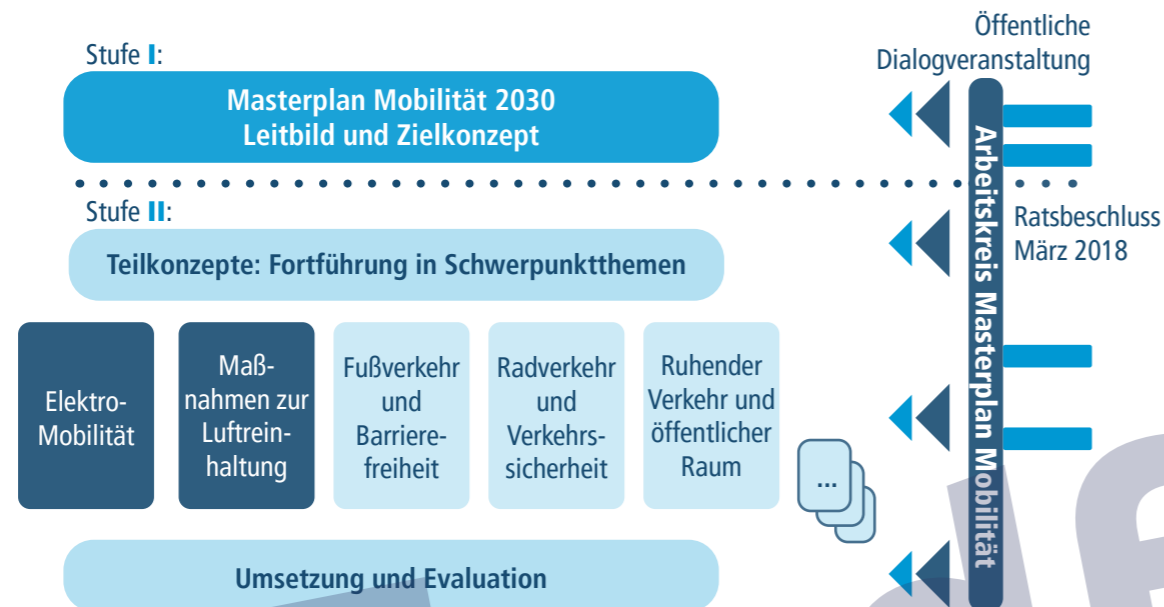 Stufe I:
Masterplan Mobilität 2030
Leitbild und Zielkonzept
Öffentliche
Dialogveranstaltung
Stufe II:
Teilkonzepte: Fortführung in Schwerpunktthemen
Ratsbeschluss
März 2018
Arbeitskreis Masterplan Mobilität
Elektro-
Mobilität
Maß-
nahmen zur
Luftrein-
haltung
Fußverkehr
und
Barriere-
freiheit
Radverkehr
und
Verkehrs-
sicherheit
Ruhender
Verkehr und
öffentlicher
Raum
...
Umsetzung und Evaluation